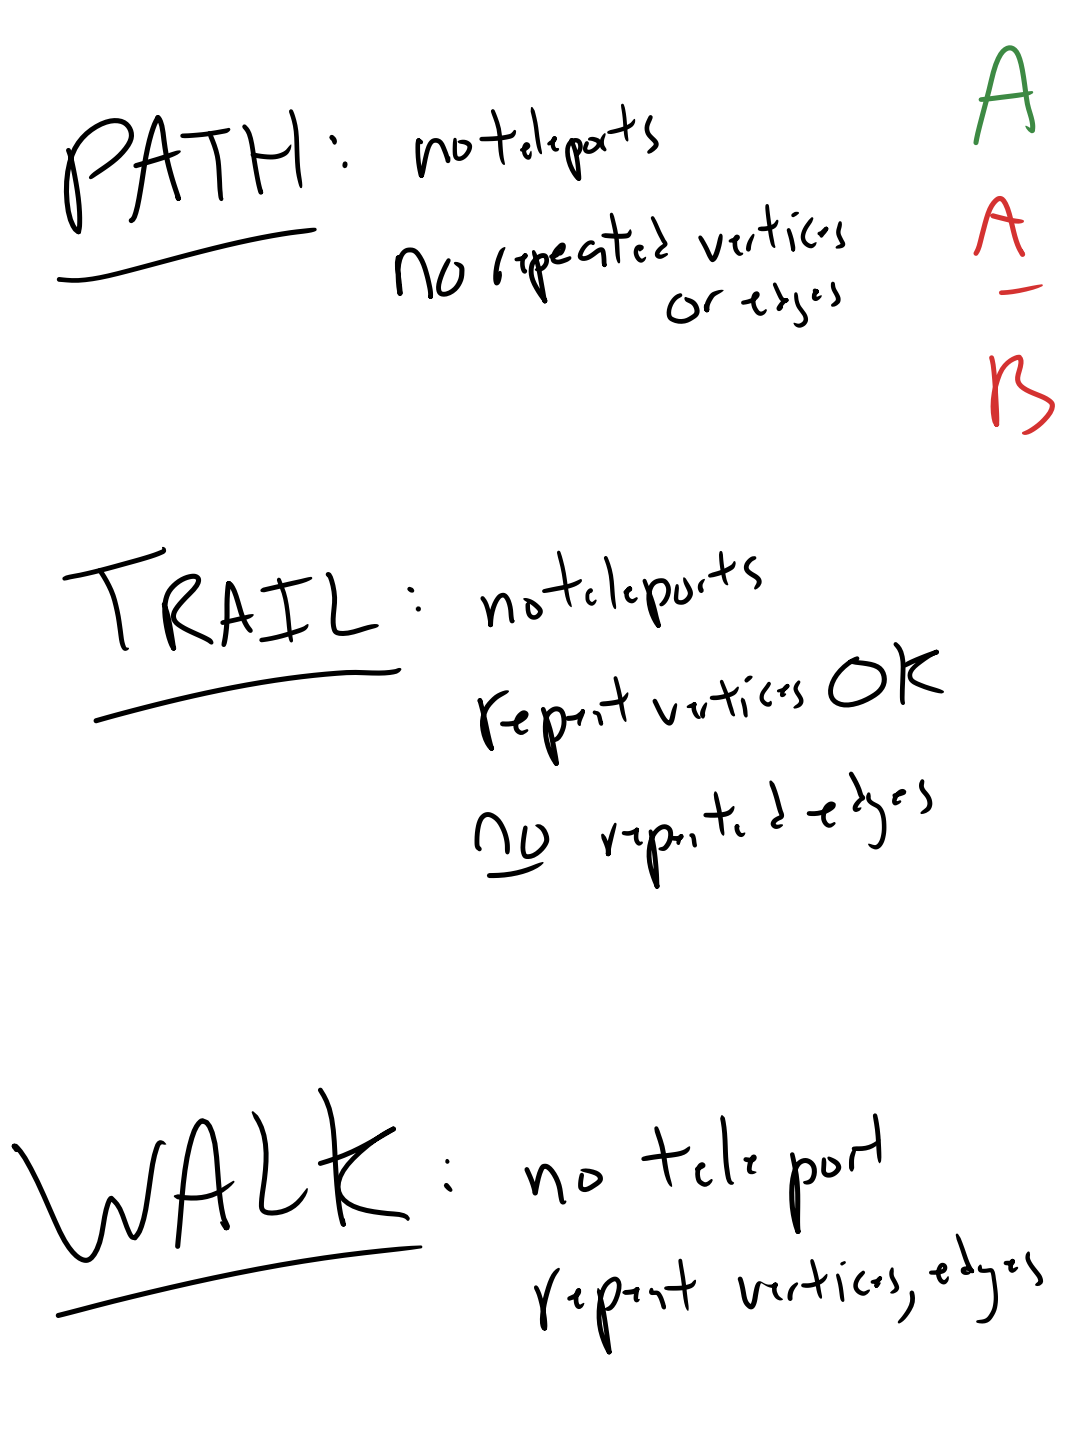 PATH: no teleports
no repeated vertices
or edges
A
A
-
B
TRAIL: no teleports
repeat vertices OK
no repeated edges
WALK: no teleport
repeat vertices, edges